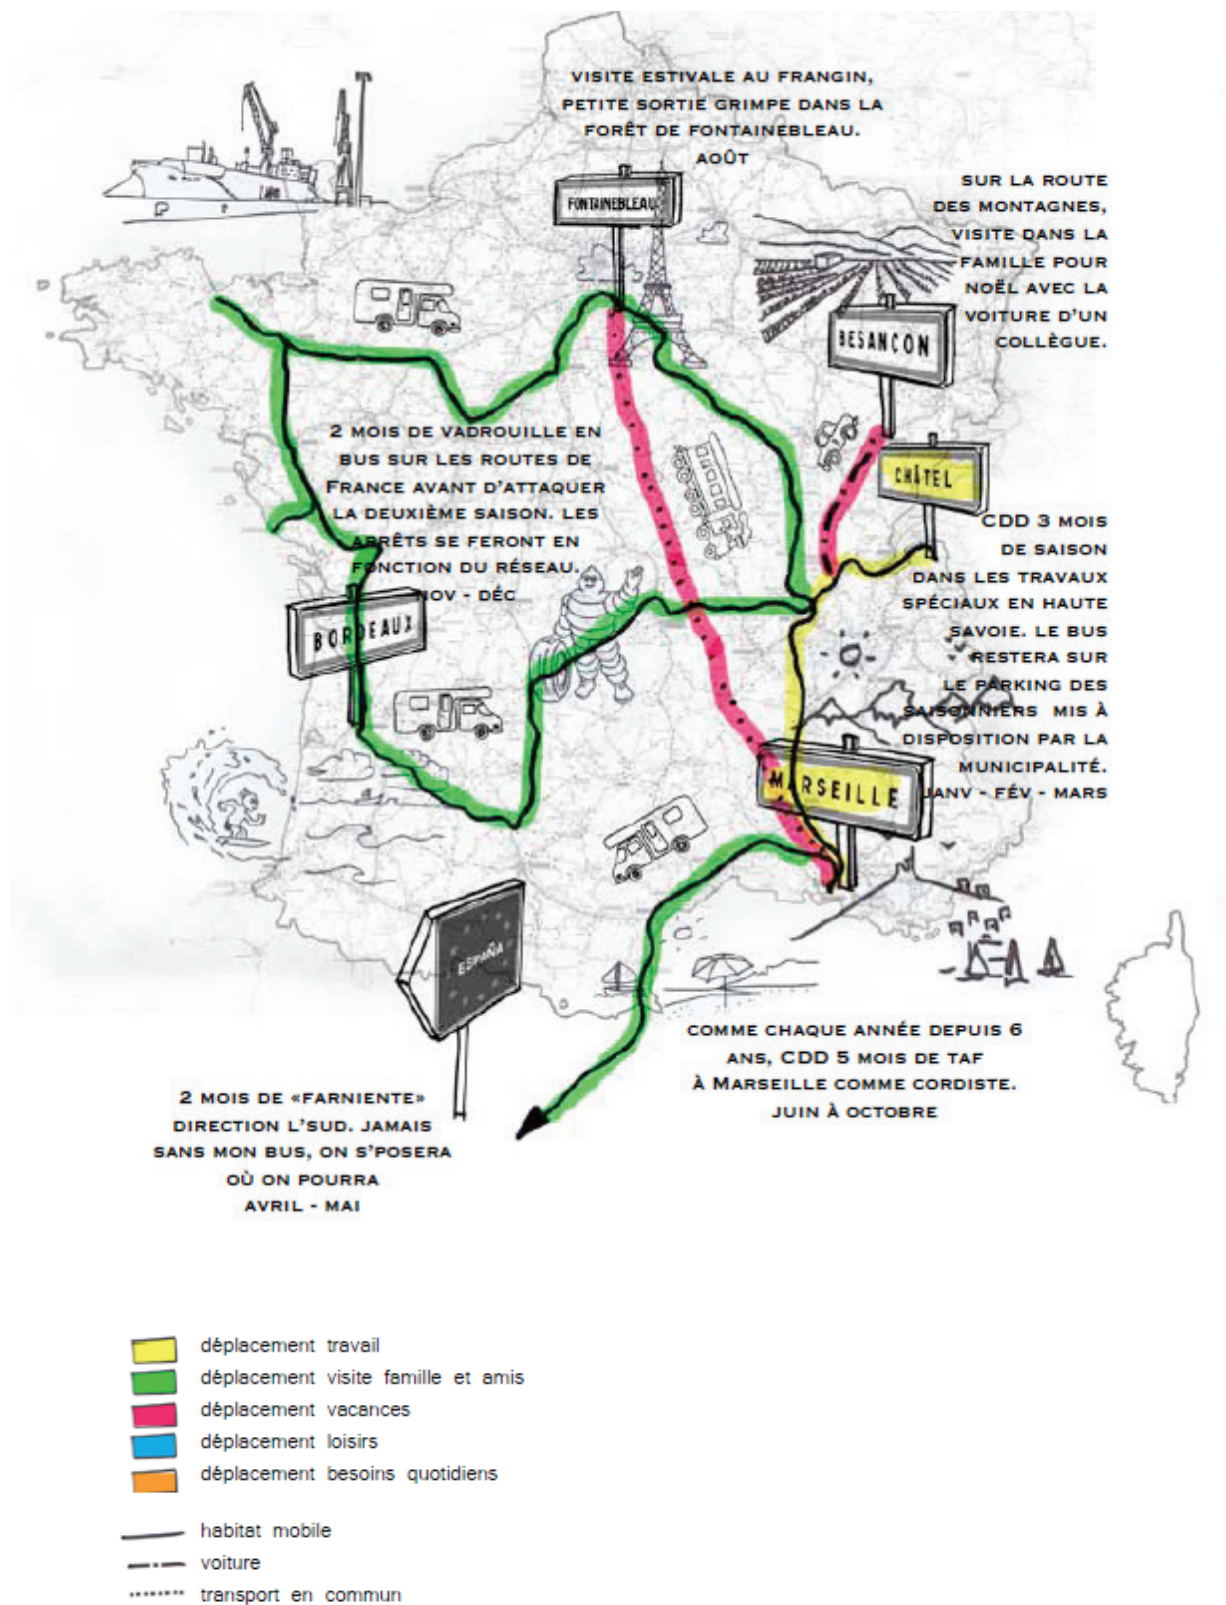 VISITE ESTIVALE AU FRANGIN,
PETITE SORTIE GRIMPE DANS LA
FORÊT DE FONTAINEBLEAU.
AOÛT
FONTAINEBLEAU
SUR LA ROUTE
DES MONTAGNES,
VISITE DANS LA
FAMILLE POUR
NOËL AVEC LA
VOITURE D'UN
COLLÈGUE.
BESANÇON
2 MOIS DE VADROUILLE EN
BUS SUR LES ROUTES DE
FRANCE AVANT D'ATTAQUER
LA DEUXIÈME SAISON. LES
ARRÊTS SE FERONT EN
FONCTION DU RÉSEAU.
NOV - DÉC
CHÂTEL
CDD 3 MOIS
DE SAISON
DANS LES TRAVAUX
SPÉCIAUX EN HAUTE
SAVOIE. LE BUS
RESTERA SUR
LE PARKING DES
SAISONNIERS MIS À
DISPOSITION PAR LA
MUNICIPALITÉ.
JANV - FÉV - MARS
BORDEAUX
MARSEILLE
ESPAÑA
COMME CHAQUE ANNÉE DEPUIS 6
ANS, CDD 5 MOIS DE TAF
À MARSEILLE COMME CORDISTE.
JUIN À OCTOBRE
2 MOIS DE «FARNIENTE»
DIRECTION L'SUD. JAMAIS
SANS MON BUS, ON S'POSERA
OÙ ON POURRA
AVRIL - MAI
déplacement travail
déplacement visite famille et amis
déplacement vacances
déplacement loisirs
déplacement besoins quotidiens
habitat mobile
voiture
transport en commun